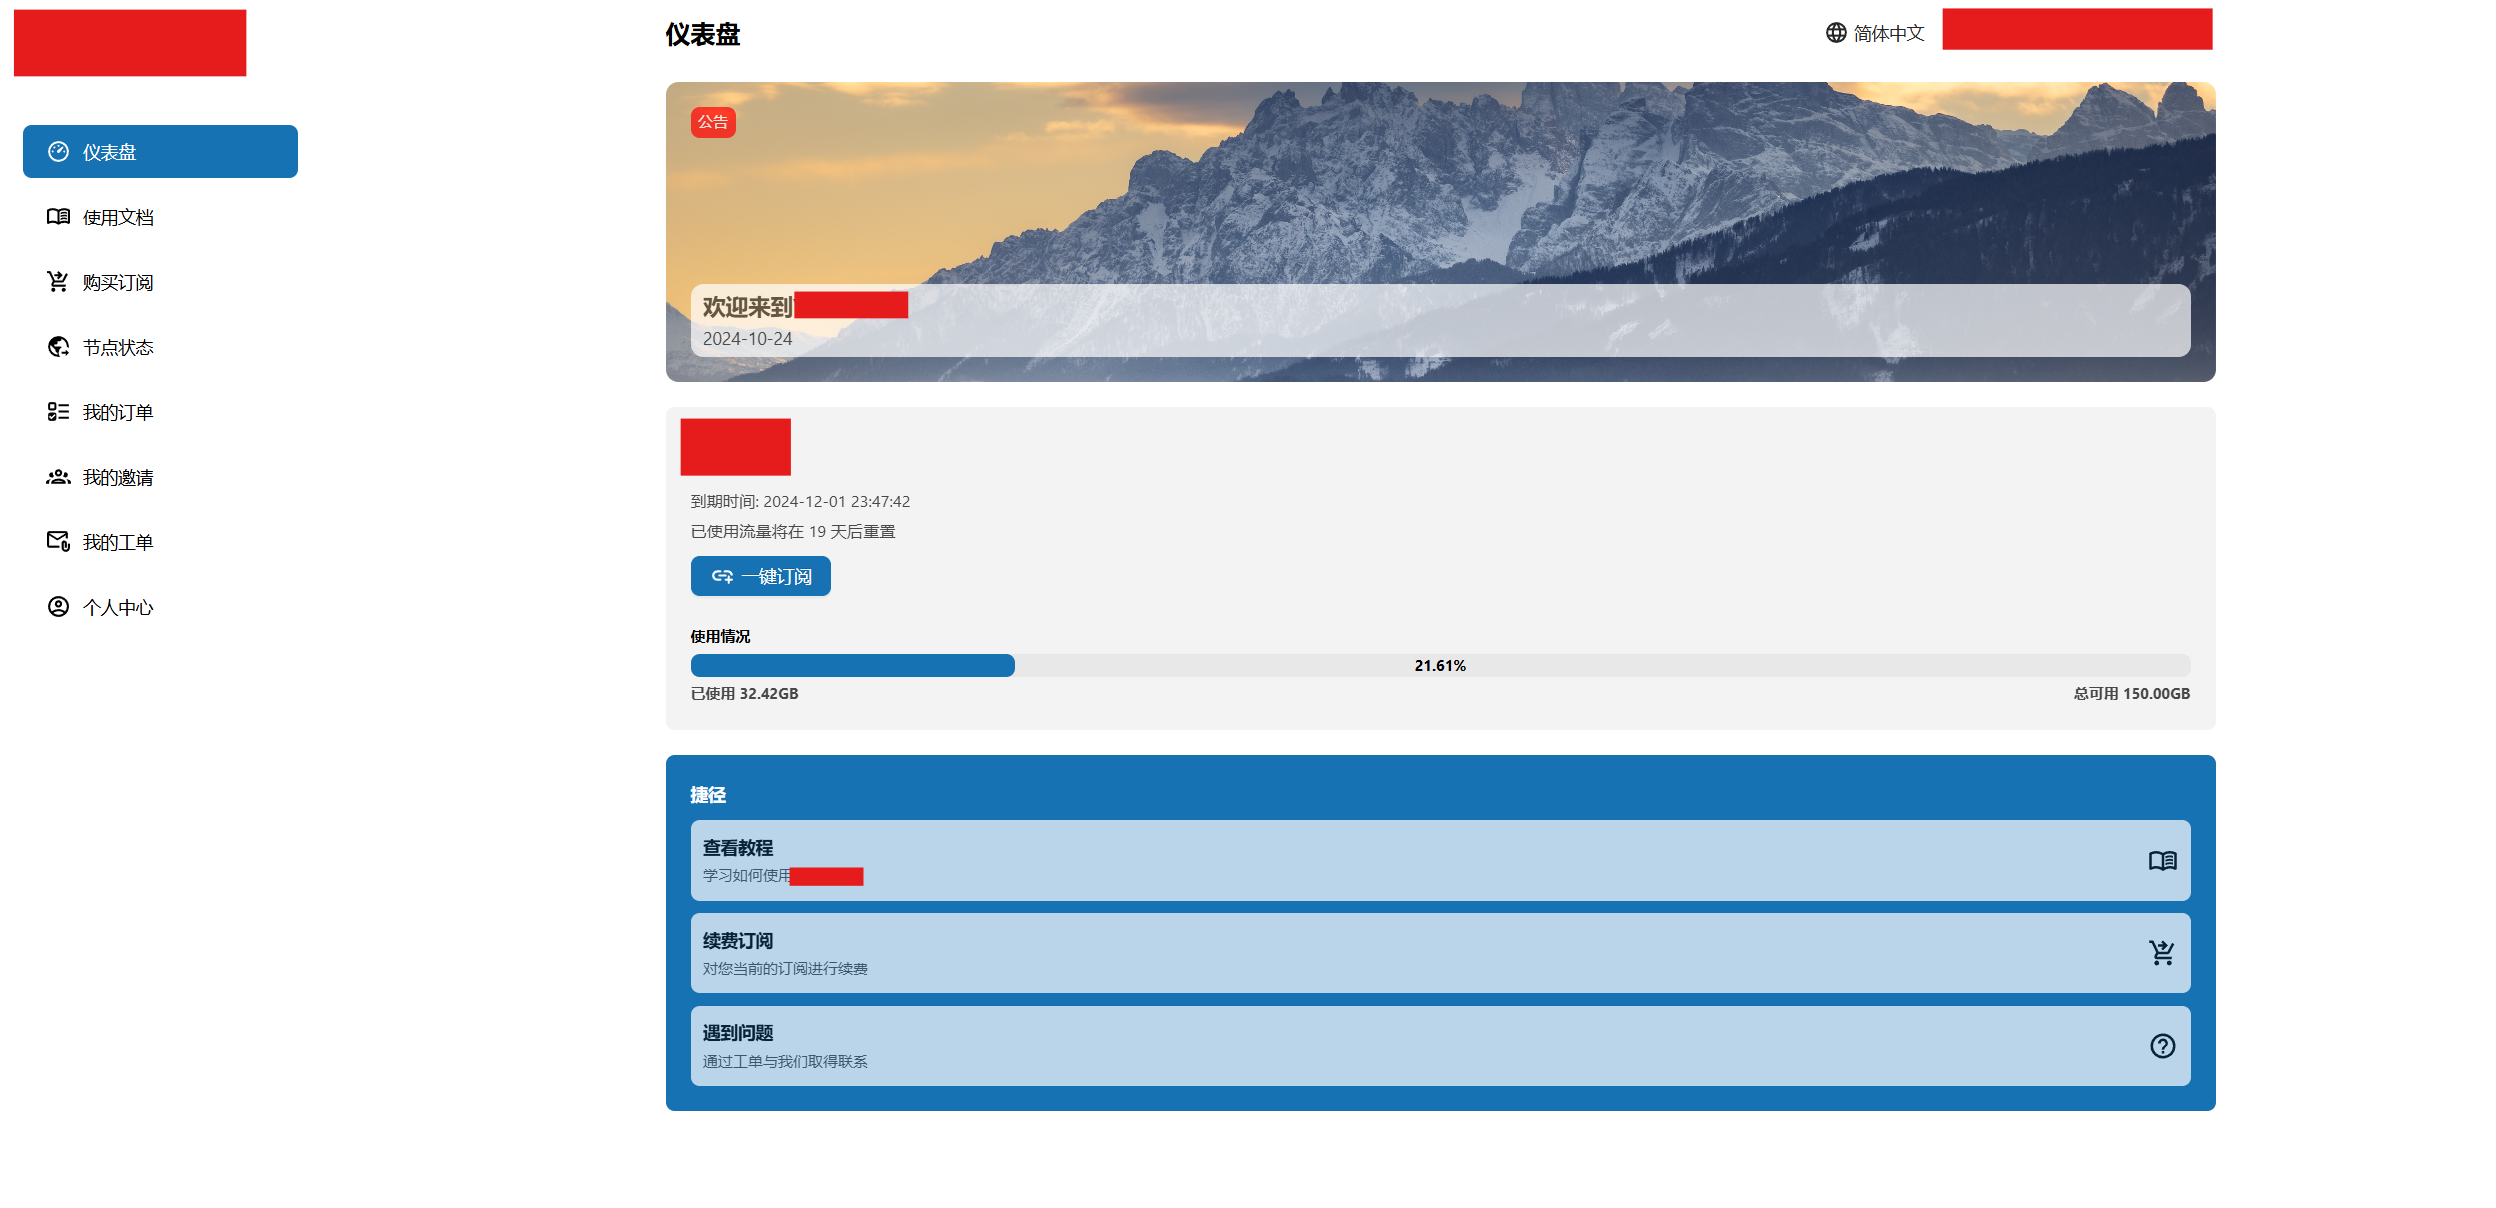 仪表盘
简体中文
仪表盘
使用文档
购买订阅
节点状态
我的订单
我的邀请
我的工单
个人中心
公告
欢迎来到
2024-10-24
到期时间: 2024-12-01 23:47:42
已使用流量将在 19 天后重置
一键订阅
使用情况
21.61%
已使用 32.42GB
总可用 150.00GB
捷径
查看教程
学习如何使用
续费订阅
对您当前的订阅进行续费
遇到问题
通过工单与我们取得联系